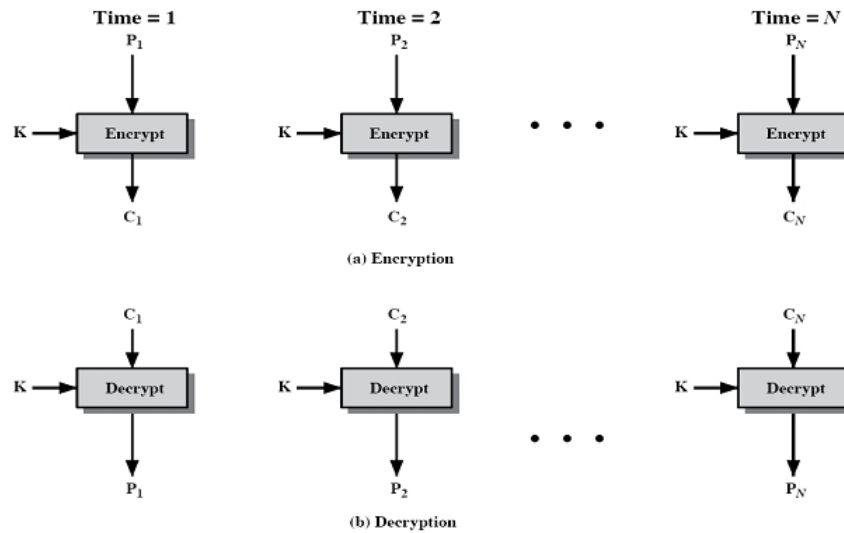 Time = 1 Time = 2 Time = N
P1 P2 PN
K Encrypt K Encrypt K Encrypt
C1 C2 CN
(a) Encryption
C1 C2 CN
K Decrypt K Decrypt K Decrypt
P1 P2 PN
(b) Decryption